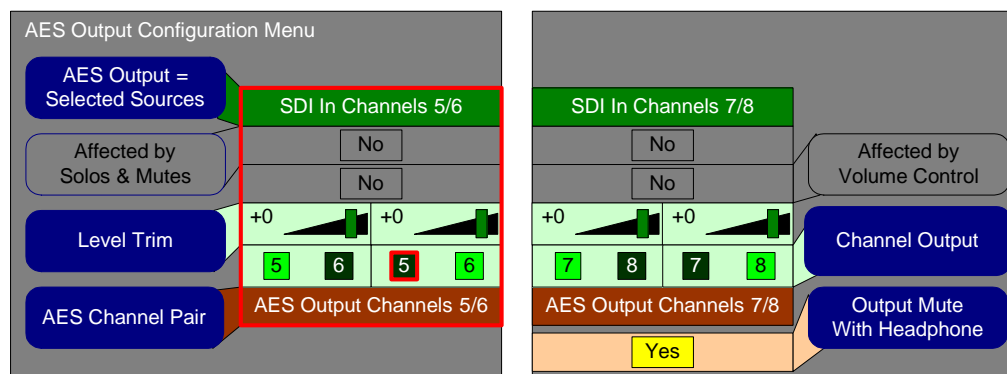 AES Output Configuration Menu
AES Output =
Selected Sources
SDI In Channels 5/6
SDI In Channels 7/8
Affected by
Solos & Mutes
No
No
No
No
Affected by
Volume Control
Level Trim
+0
+0
+0
+0
Channel Output
5
6
5
6
7
8
7
8
AES Channel Pair
AES Output Channels 5/6
AES Output Channels 7/8
Output Mute
With Headphone
Yes